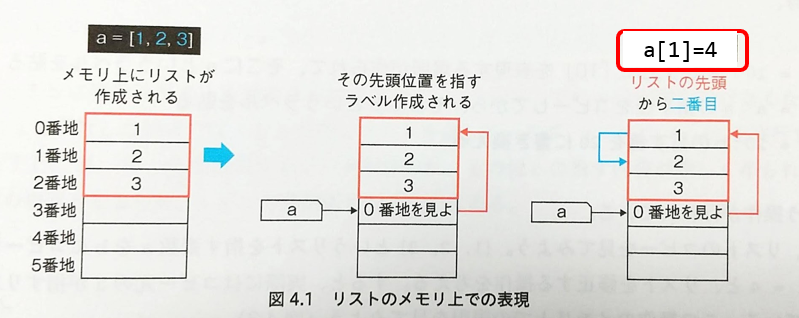 a = [1, 2, 3]
メモリ上にリストが
作成される
0番地
1
1番地
2
2番地
3
3番地
4番地
5番地
その先頭位置を指す
ラベル作成される
1
2
3
a
0番地を見よ
a[1]=4
リストの先頭
から二番目
1
2
3
a
0番地を見よ
図4.1 リストのメモリ上での表現